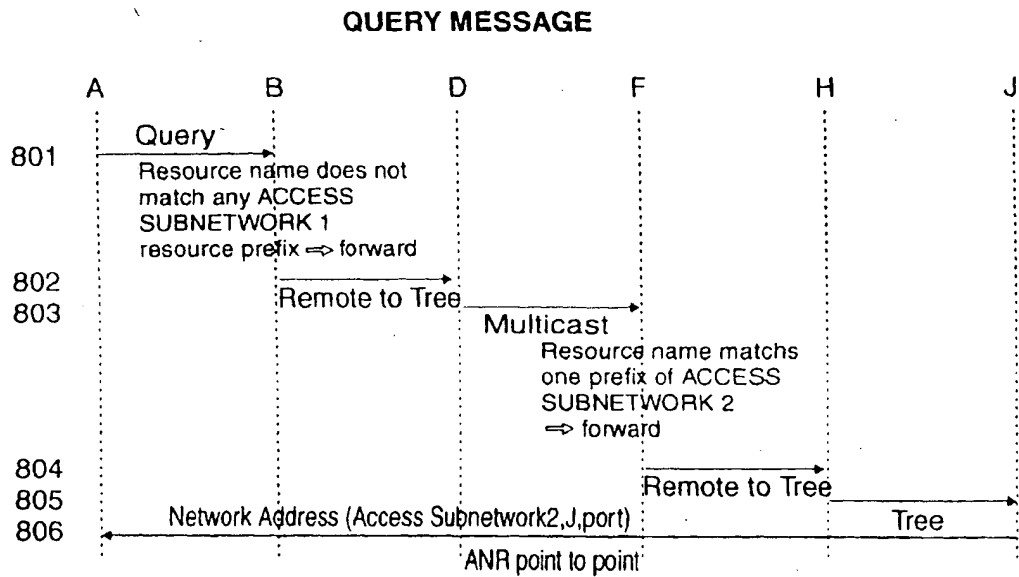 QUERY MESSAGE
A B D F H J
801 Query
Resource name does not
match any ACCESS
SUBNETWORK 1
resource prefix ⇒ forward
802 Remote to Tree
803 Multicast
Resource name matchs
one prefix of ACCESS
SUBNETWORK 2
⇒ forward
804 Remote to Tree
805 Tree
806 Network Address (Access Subnetwork2,J,port)
ANR point to point